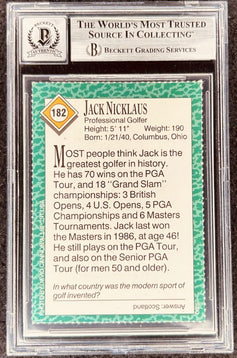 THE WORLD'S MOST TRUSTED
SOURCE IN COLLECTING™
BECKETT GRADING SERVICES
182
JACK NICKLAUS
Professional Golfer
Height: 5' 11" Weight: 190
Born: 1/21/40, Columbus, Ohio
MOST people think Jack is the
greatest golfer in history.
He has 70 wins on the PGA
Tour, and 18 "Grand Slam"
championships: 3 British
Opens, 4 U.S. Opens, 5 PGA
Championships and 6 Masters
Tournaments. Jack last won
the Masters in 1986, at age 46!
He still plays on the PGA Tour,
and also on the Senior PGA
Tour (for men 50 and older).
In what country was the modern sport of
golf invented?
Answer: Scotland